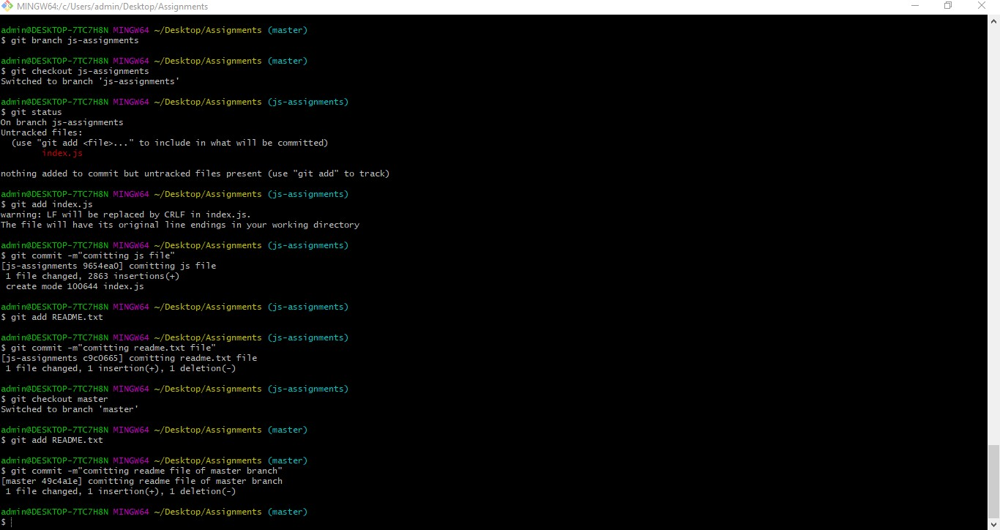 MINGW64:/c/Users/admin/Desktop/Assignments
admin@DESKTOP-7TC7H8N MINGW64 ~/Desktop/Assignments (master)
$ git branch js-assignments
admin@DESKTOP-7TC7H8N MINGW64 ~/Desktop/Assignments (master)
$ git checkout js-assignments
Switched to branch 'js-assignments'
admin@DESKTOP-7TC7H8N MINGW64 ~/Desktop/Assignments (js-assignments)
$ git status
On branch js-assignments
Untracked files:
  (use "git add <file>..." to include in what will be committed)
        index.js
nothing added to commit but untracked files present (use "git add" to track)
admin@DESKTOP-7TC7H8N MINGW64 ~/Desktop/Assignments (js-assignments)
$ git add index.js
warning: LF will be replaced by CRLF in index.js.
The file will have its original line endings in your working directory
admin@DESKTOP-7TC7H8N MINGW64 ~/Desktop/Assignments (js-assignments)
$ git commit -m"comitting js file"
[js-assignments 9654ea0] comitting js file
 1 file changed, 2863 insertions(+)
 create mode 100644 index.js
admin@DESKTOP-7TC7H8N MINGW64 ~/Desktop/Assignments (js-assignments)
$ git add README.txt
admin@DESKTOP-7TC7H8N MINGW64 ~/Desktop/Assignments (js-assignments)
$ git commit -m"comitting readme.txt file"
[js-assignments c9c0665] comitting readme.txt file
 1 file changed, 1 insertion(+), 1 deletion(-)
admin@DESKTOP-7TC7H8N MINGW64 ~/Desktop/Assignments (js-assignments)
$ git checkout master
Switched to branch 'master'
admin@DESKTOP-7TC7H8N MINGW64 ~/Desktop/Assignments (master)
$ git add README.txt
admin@DESKTOP-7TC7H8N MINGW64 ~/Desktop/Assignments (master)
$ git commit -m"comitting readme file of master branch"
[master 49c4a1e] comitting readme file of master branch
 1 file changed, 1 insertion(+), 1 deletion(-)
admin@DESKTOP-7TC7H8N MINGW64 ~/Desktop/Assignments (master)
$